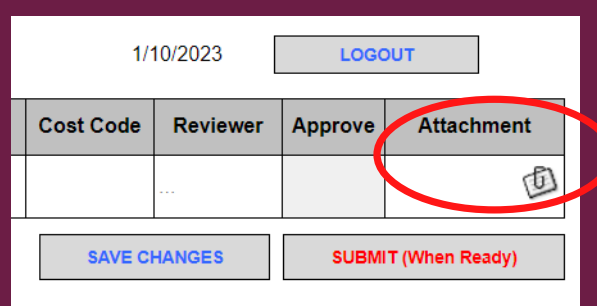 1/10/2023 LOGOUT
Cost Code Reviewer Approve Attachment
...
SAVE CHANGES SUBMIT (When Ready)